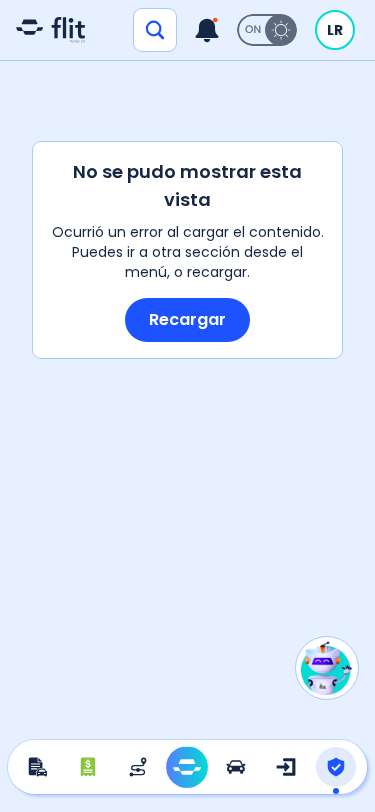 flit
ON
LR
No se pudo mostrar esta
vista
Ocurrió un error al cargar el contenido.
Puedes ir a otra sección desde el
menú, o recargar.
Recargar